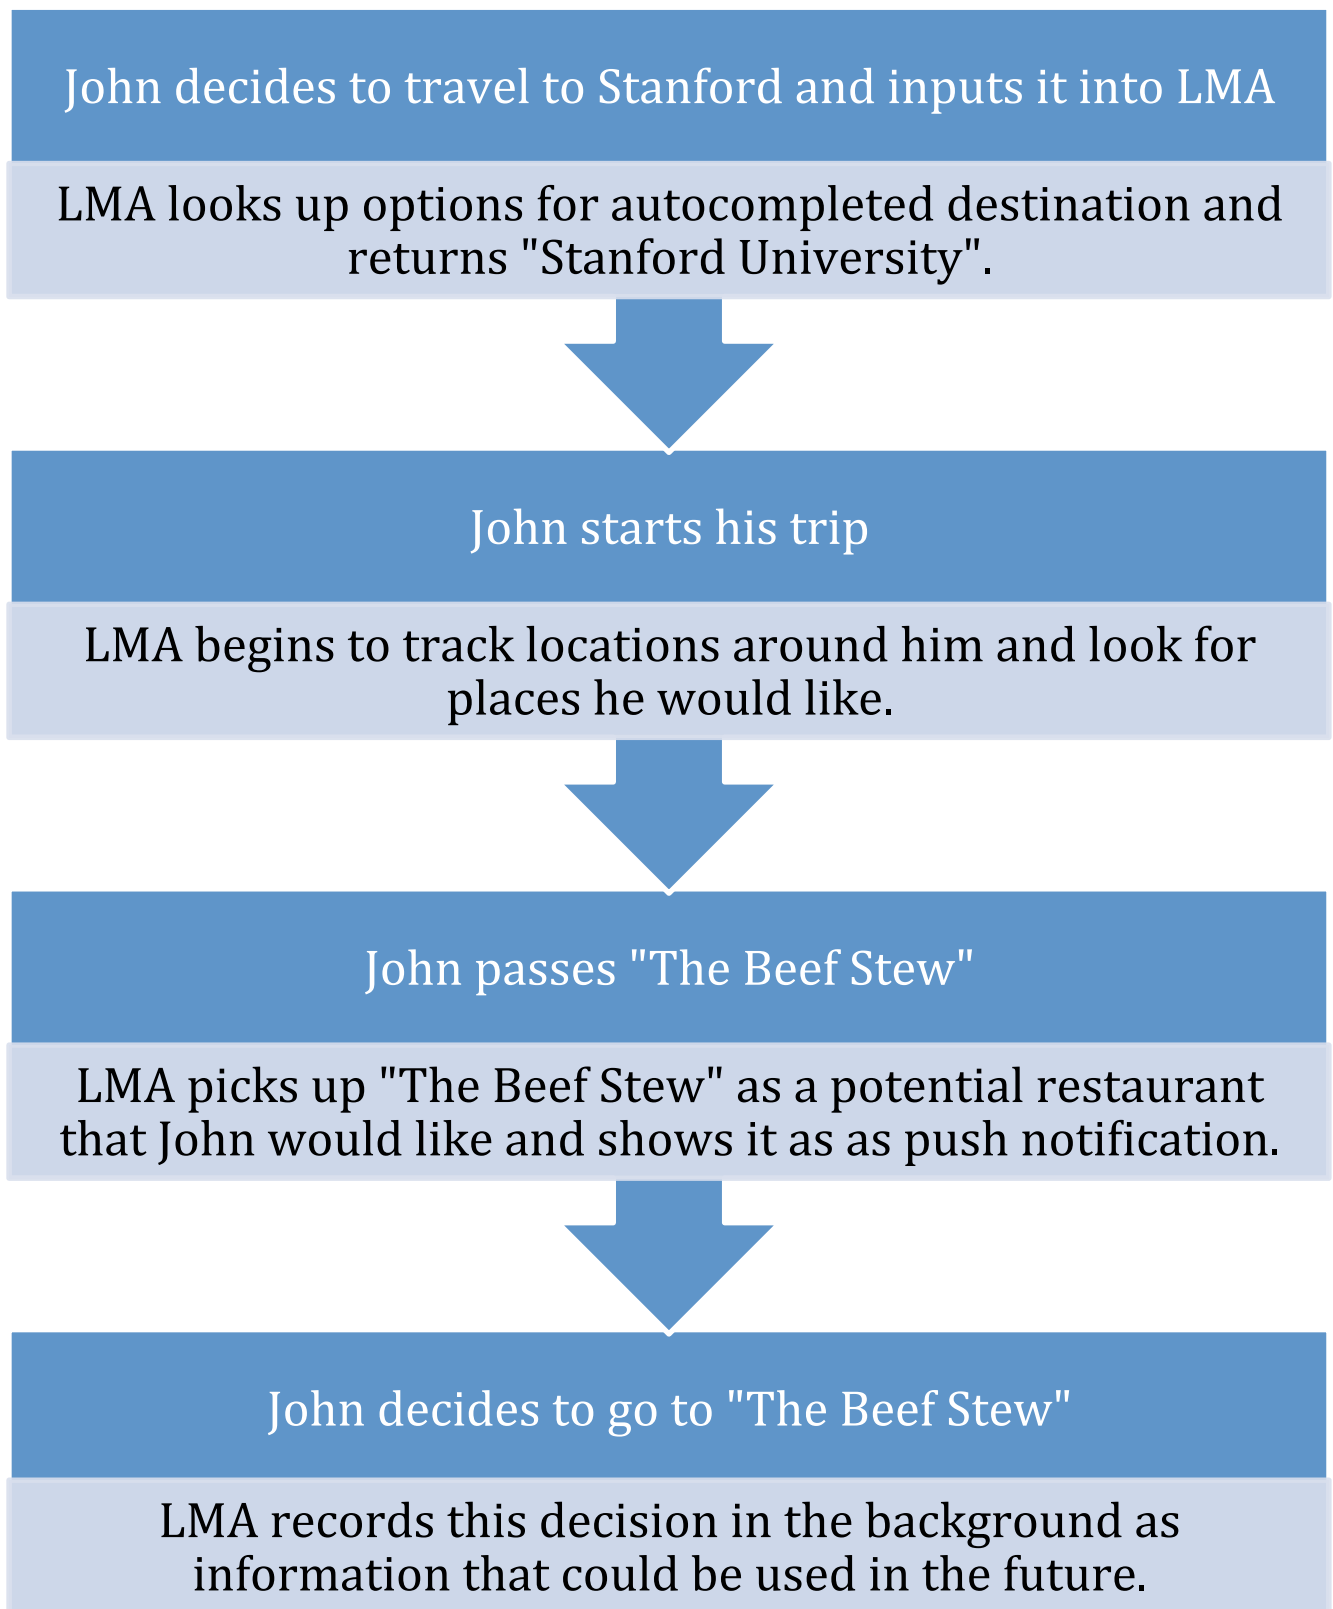 John decides to travel to Stanford and inputs it into LMA
LMA looks up options for autocompleted destination and
returns "Stanford University".
John starts his trip
LMA begins to track locations around him and look for
places he would like.
John passes "The Beef Stew"
LMA picks up "The Beef Stew" as a potential restaurant
that John would like and shows it as as push notification.
John decides to go to "The Beef Stew"
LMA records this decision in the background as
information that could be used in the future.